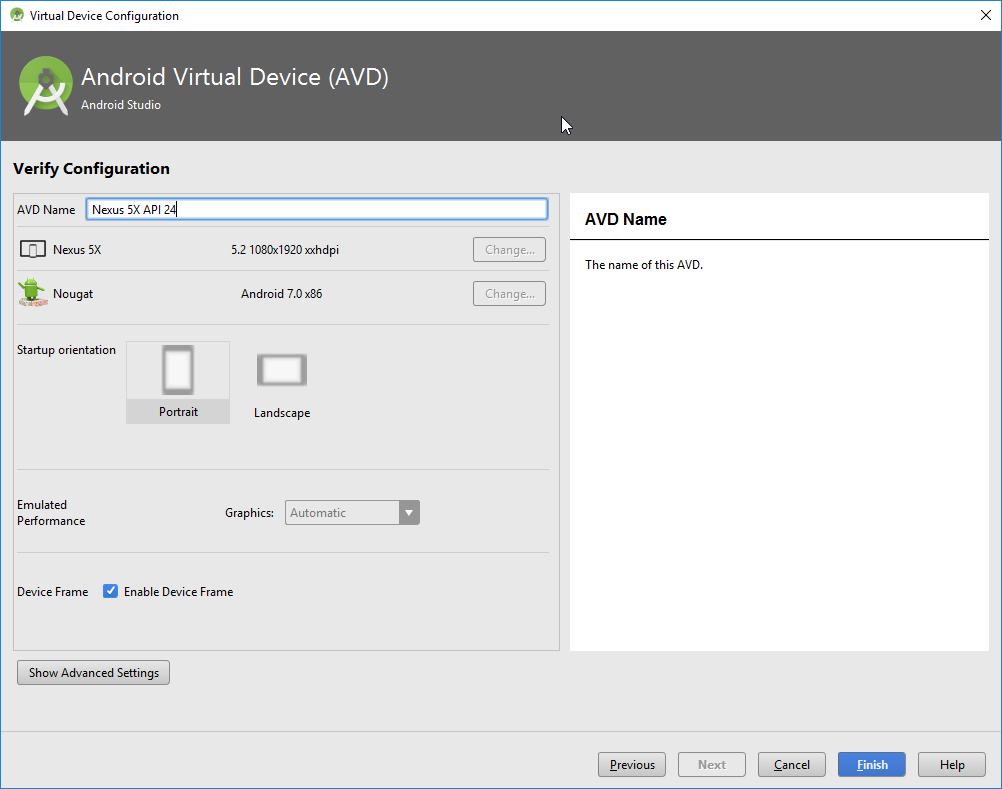 Virtual Device Configuration
Android Virtual Device (AVD)
Android Studio
Verify Configuration
AVD Name Nexus 5X API 24
Nexus 5X 5.2 1080x1920 xxhdpi Change...
Nougat Android 7.0 x86 Change...
Startup orientation
Portrait
Landscape
Emulated
Performance
Graphics: Automatic
Device Frame Enable Device Frame
Show Advanced Settings
AVD Name
The name of this AVD.
Previous Next Cancel Finish Help